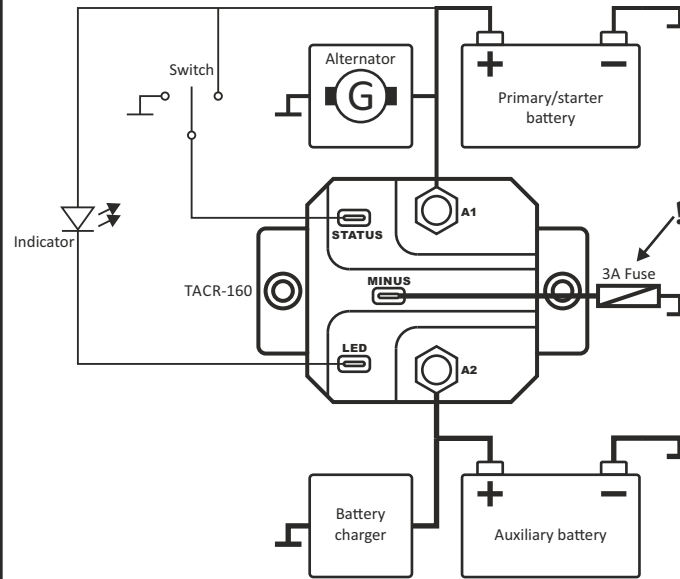 Switch
Alternator
G
+
−
Primary/starter
battery
Indicator
STATUS
A1
!
TACR-160
MINUS
3A Fuse
LED
A2
Battery
charger
+
−
Auxiliary battery